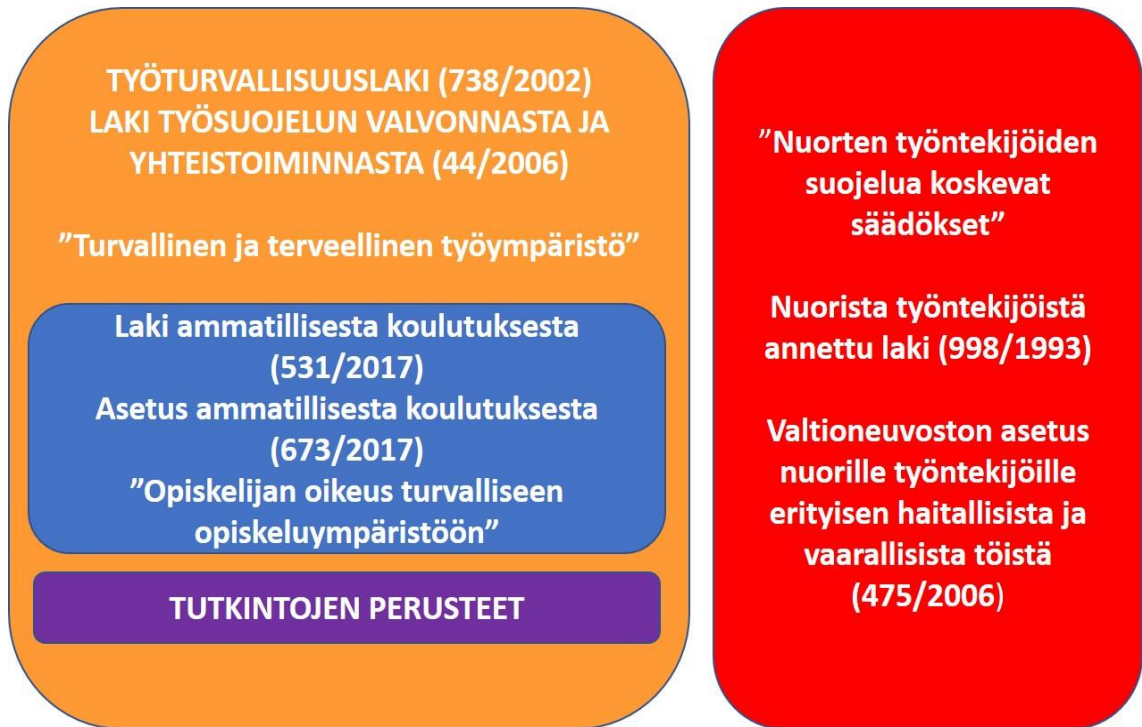 TYÖTURVALLISUUSLAKI (738/2002)
LAKI TYÖSUOJELUN VALVONNASTA JA
YHTEISTOIMINNASTA (44/2006)
”Turvallinen ja terveellinen työympäristö”
Laki ammatillisesta koulutuksesta
(531/2017)
Asetus ammatillisesta koulutuksesta
(673/2017)
”Opiskelijan oikeus turvalliseen
opiskeluympäristöön”
TUTKINTOJEN PERUSTEET
”Nuorten työntekijöiden
suojelua koskevat
säädökset”
Nuorista työntekijöistä
annettu laki (998/1993)
Valtioneuvoston asetus
nuorille työntekijöille
erityisen haitallisista ja
vaarallisista töistä
(475/2006)